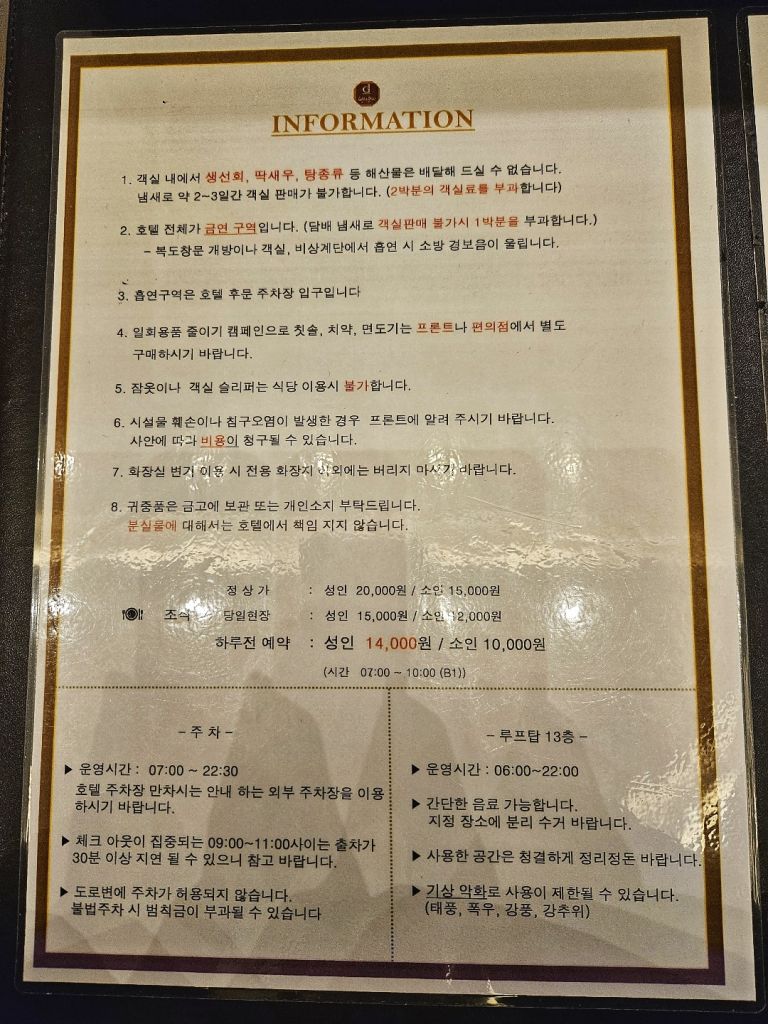 d
INFORMATION
1. 객실 내에서 생선회, 딱새우, 탕종류 등 해산물은 배달해 드실 수 없습니다.
냄새로 약 2~3일간 객실 판매가 불가합니다. (2박분의 객실료를 부과합니다)
2. 호텔 전체가 금연 구역입니다. (담배 냄새로 객실판매 불가시 1박분을 부과합니다.)
– 복도창문 개방이나 객실, 비상계단에서 흡연 시 소방 경보음이 울립니다.
3. 흡연구역은 호텔 후문 주차장 입구입니다
4. 일회용품 줄이기 캠페인으로 칫솔, 치약, 면도기는 프론트나 편의점에서 별도
구매하시기 바랍니다.
5. 잠옷이나 객실 슬리퍼는 식당 이용시 불가합니다.
6. 시설물 훼손이나 침구오염이 발생한 경우 프론트에 알려 주시기 바랍니다.
사안에 따라 비용이 청구될 수 있습니다.
7. 화장실 변기 이용 시 전용 화장지 이외에는 버리지 마시기 바랍니다.
8. 귀중품은 금고에 보관 또는 개인소지 부탁드립니다.
분실물에 대해서는 호텔에서 책임 지지 않습니다.
정 상 가 : 성인 20,000원 / 소인 15,000원
조식 당일현장 : 성인 15,000원 / 소인 12,000원
하루전 예약 : 성인 14,000원 / 소인 10,000원
(시간 07:00 ~ 10:00 (B1))
– 주 차 –
▶ 운영시간 : 07:00 ~ 22:30
호텔 주차장 만차시는 안내 하는 외부 주차장을 이용
하시기 바랍니다.
▶ 체크 아웃이 집중되는 09:00~11:00사이는 출차가
30분 이상 지연 될 수 있으니 참고 바랍니다.
▶ 도로변에 주차가 허용되지 않습니다.
불법주차 시 범칙금이 부과될 수 있습니다
– 루프탑 13층 –
▶ 운영시간 : 06:00~22:00
▶ 간단한 음료 가능합니다.
지정 장소에 분리 수거 바랍니다.
▶ 사용한 공간은 청결하게 정리정돈 바랍니다.
▶ 기상 악화로 사용이 제한될 수 있습니다.
(태풍, 폭우, 강풍, 강추위)